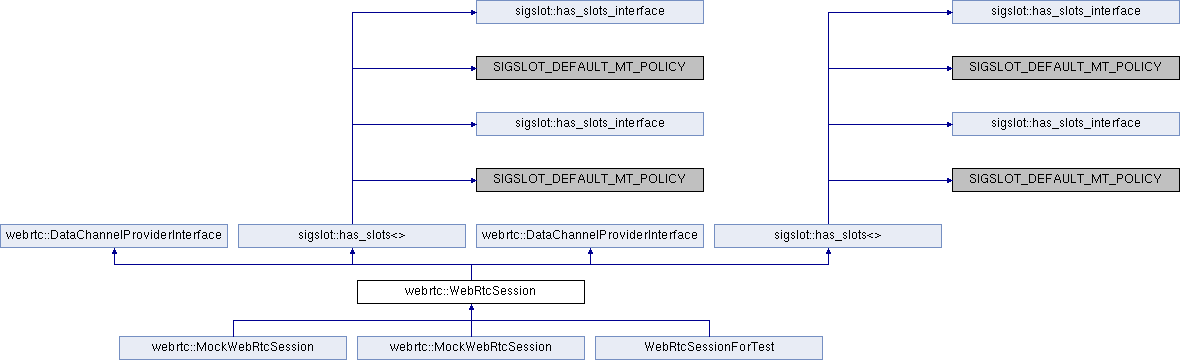 sigslot::has_slots_interface
sigslot::has_slots_interface
SIGSLOT_DEFAULT_MT_POLICY
SIGSLOT_DEFAULT_MT_POLICY
sigslot::has_slots_interface
sigslot::has_slots_interface
SIGSLOT_DEFAULT_MT_POLICY
SIGSLOT_DEFAULT_MT_POLICY
webrtc::DataChannelProviderInterface
sigslot::has_slots<>
webrtc::DataChannelProviderInterface
sigslot::has_slots<>
webrtc::WebRtcSession
webrtc::MockWebRtcSession
webrtc::MockWebRtcSession
WebRtcSessionForTest